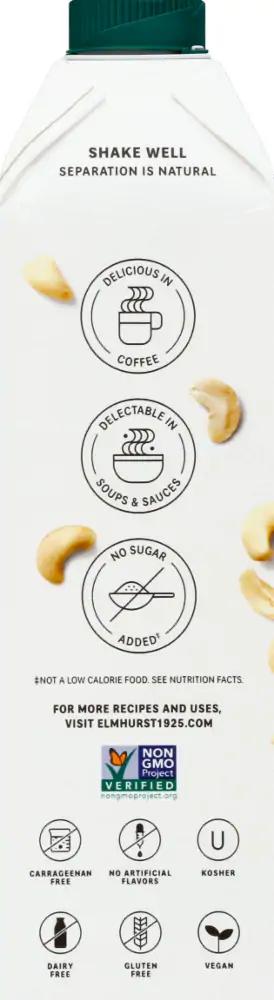 SHAKE WELL
SEPARATION IS NATURAL
DELICIOUS IN
COFFEE
DELECTABLE IN
SOUPS & SAUCES
NO SUGAR
ADDED‡
‡NOT A LOW CALORIE FOOD. SEE NUTRITION FACTS.
FOR MORE RECIPES AND USES,
VISIT ELMHURST1925.COM
NON
GMO
Project
VERIFIED
nongmoproject.org
CARRAGEENAN
FREE
NO ARTIFICIAL
FLAVORS
U
KOSHER
DAIRY
FREE
GLUTEN
FREE
VEGAN